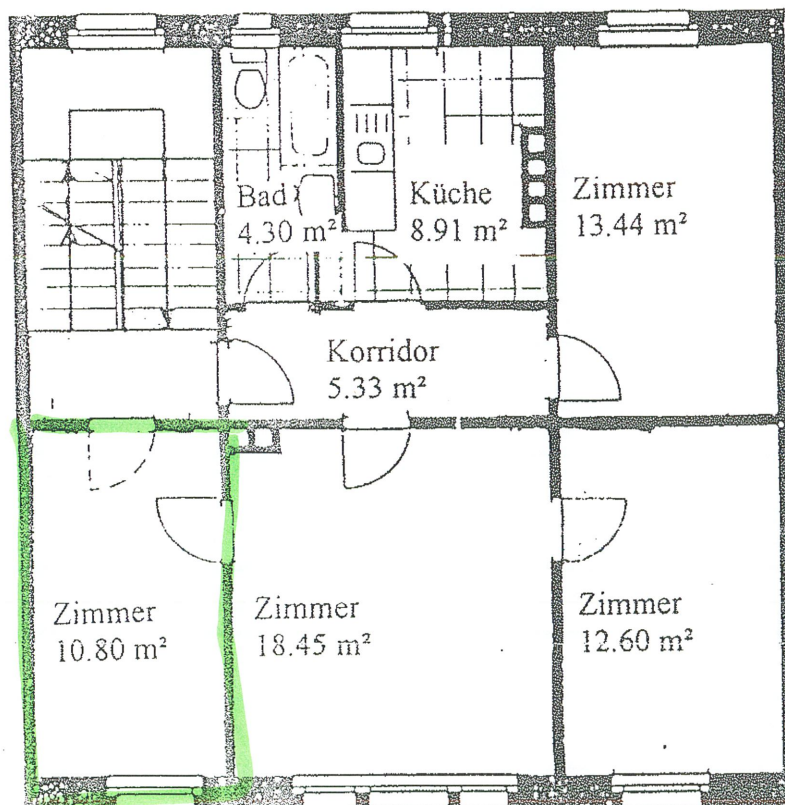 Bad
4.30 m²
Küche
8.91 m²
Zimmer
13.44 m²
Korridor
5.33 m²
Zimmer
10.80 m²
Zimmer
18.45 m²
Zimmer
12.60 m²